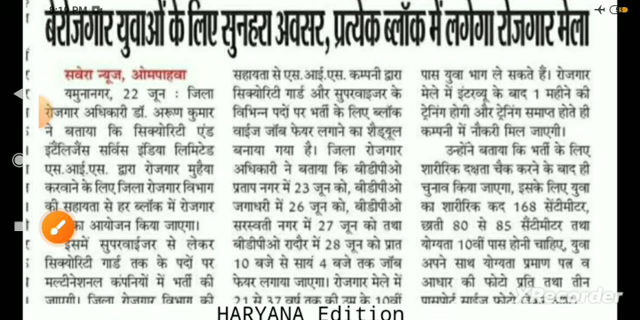 बेरोजगार युवाओं के लिए सुनहरा अवसर, प्रत्येक ब्लॉक में लगेगा रोजगार मेला
सवेरा न्यूज, ओमपाहवा
यमुनानगर, 22 जून : जिला
रोजगार अधिकारी डॉ. अरूण कुमार
ने बताया कि सिक्योरिटी एंड
इंटैलिजैंस सर्विस इंडिया लिमिटेड
एस.आई.एस. द्वारा रोजगार मुहैया
करवाने के लिए जिला रोजगार विभाग
की सहायता से हर ब्लॉक में रोजगार
का आयोजन किया जाएगा।
इसमें सुपरवाईजर से लेकर
सिक्योरिटी गार्ड तक के पदों पर
मल्टीनेशनल कंपनियों में भर्ती की
जाएगी। जिला रोजगार विभाग की
सहायता से एस.आई.एस. कम्पनी द्वारा
सिक्योरिटी गार्ड और सुपरवाइजर के
विभिन्न पदों पर भर्ती के लिए ब्लॉक
वाईज जॉब फेयर लगाने का शैड्यूल
बनाया गया है। जिला रोजगार
अधिकारी ने बताया कि बीडीपीओ
प्रताप नगर में 23 जून को, बीडीपीओ
जगाधरी में 26 जून को, बीडीपीओ
सरस्वती नगर में 27 जून को तथा
बीडीपीओ रादौर में 28 जून को प्रात
10 बजे से सायं 4 बजे तक जॉब
फेयर लगाया जाएगा। रोजगार मेले में
21 से 37 वर्ष तक की उम्र के 10वीं
पास युवा भाग ले सकते हैं। रोजगार
मेले में इंटरव्यू के बाद 1 महीने की
ट्रेनिंग होगी और ट्रेनिंग समाप्त होते ही
कम्पनी में नौकरी मिल जाएगी।
उन्होंने बताया कि भर्ती के लिए
शारीरिक दक्षता चैक करने के बाद ही
चुनाव किया जाएगा, इसके लिए युवा
का शारीरिक कद 168 सेंटीमीटर,
छाती 80 से 85 सैंटीमीटर तथा
योग्यता 10वीं पास होनी चाहिए, युवा
अपने साथ योग्यता प्रमाण पत्र व
आधार की फोटो प्रति तथा तीन
पासपोर्ट साईज फोटो
HARYANA Edition